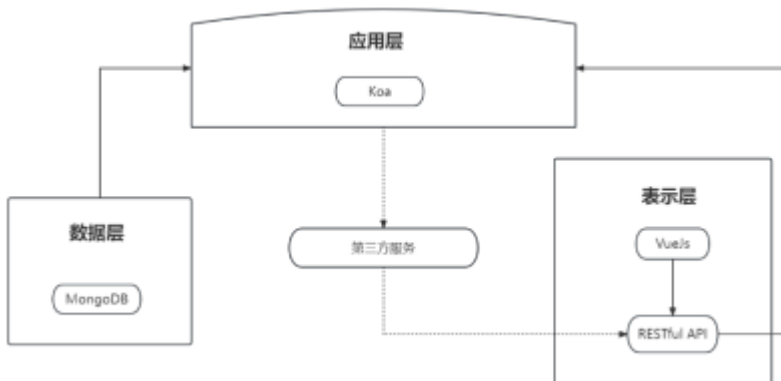 应用层
Koa
数据层
MongoDB
第三方服务
表示层
VueJs
RESTful API